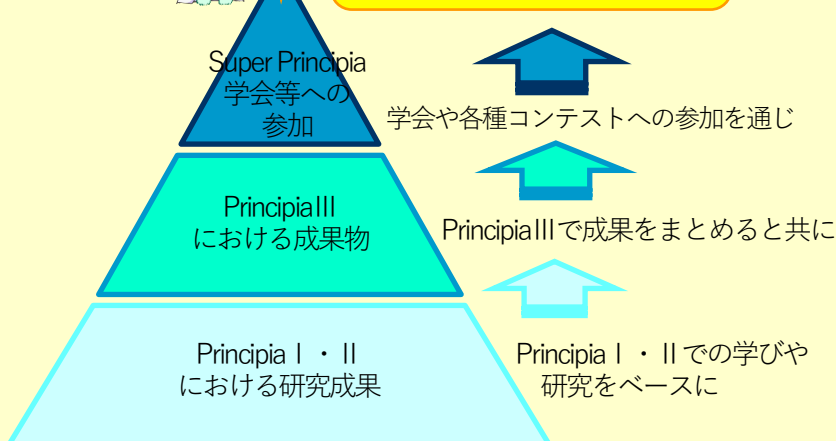 Super Principia
学会等への
参加
学会や各種コンテストへの参加を通じ
PrincipiaⅢ
における成果物
PrincipiaⅢで成果をまとめると共に
PrincipiaⅠ・Ⅱ
における研究成果
PrincipiaⅠ・Ⅱでの学びや
研究をベースに